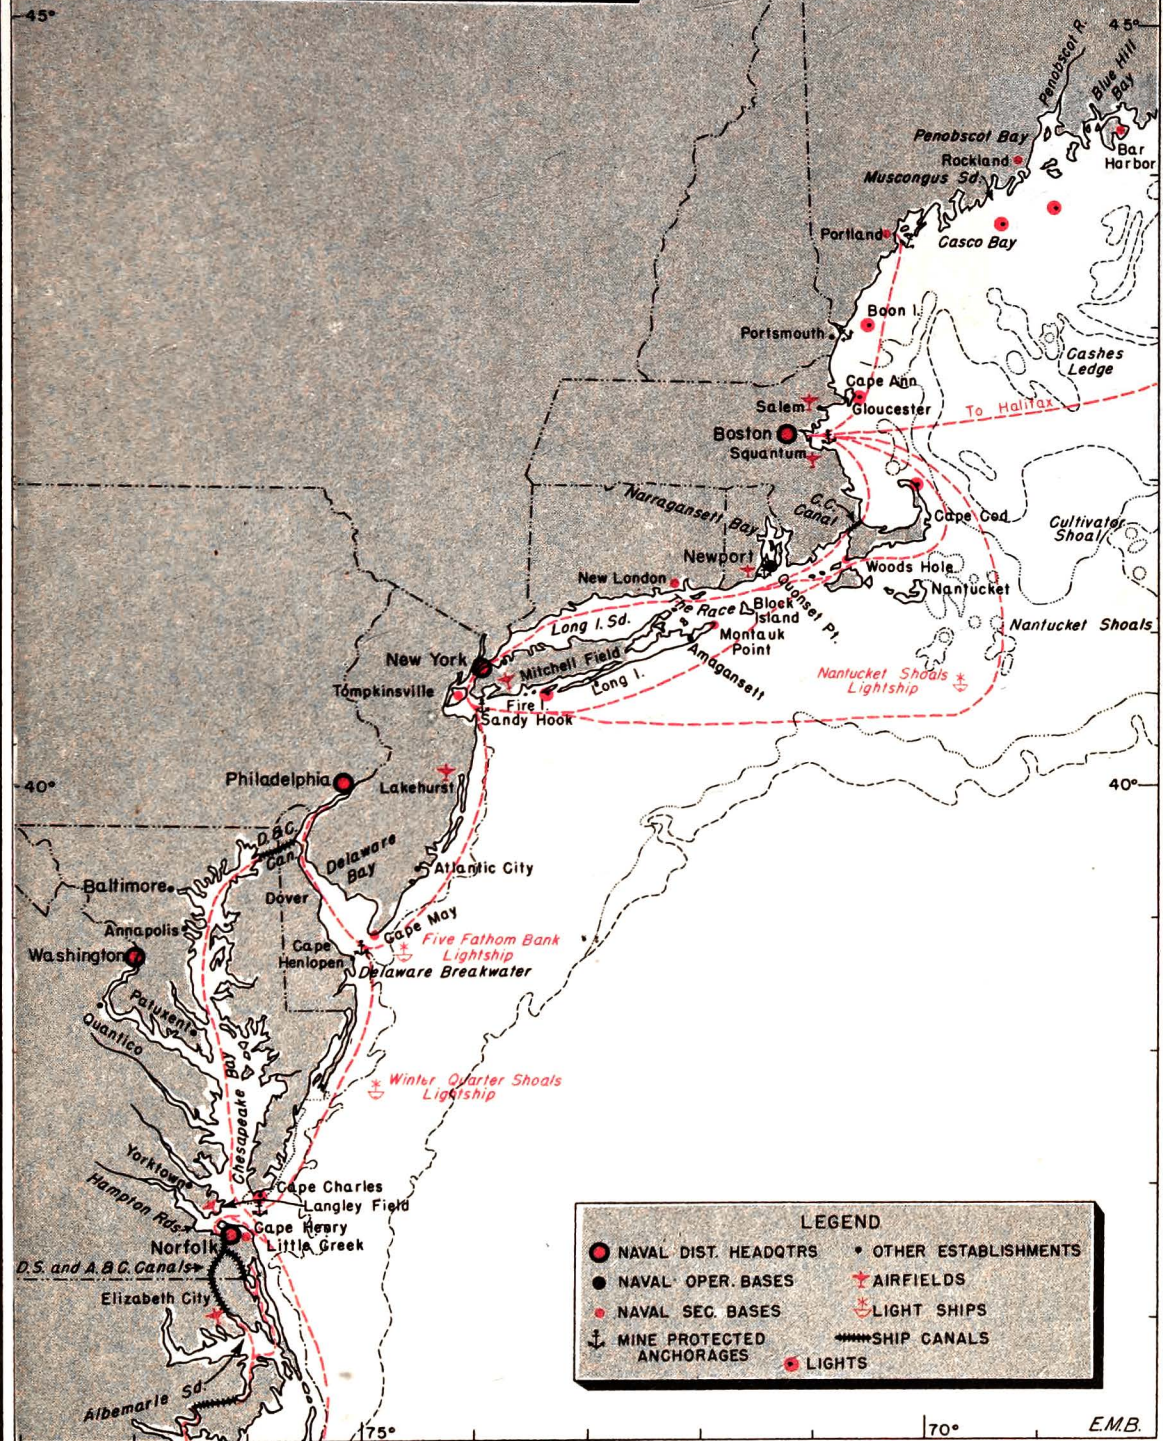 45°
45°
Penobscot R.
Blue Hill
Bay
Penobscot Bay
Rockland
Bar
Harbor
Muscongus Sd.
Portland
Casco Bay
Boon I.
Portsmouth
Cashes
Ledge
Cape Ann
Salem
Gloucester
To Halifax
Boston
Squantum
Narragansett Bay
C.C.
Canal
Cape Cod
Cultivator
Shoal
Newport
Woods Hole
New London
Quonset Pt.
Nantucket
The Race
Block
Island
Long I. Sd.
Nantucket Shoals
Montauk
Point
New York
Mitchell Field
Amagansett
Nantucket Shoals
Lightship
Tompkinsville
Long I.
Fire I.
Sandy Hook
Philadelphia
Lakehurst
40°
40°
D.&C.
Can.
Delaware
Bay
Atlantic City
Baltimore
Dover
Annapolis
Cape May
Washington
Cape
Henlopen
Five Fathom Bank
Lightship
Delaware Breakwater
Patuxent
Quantico
Chesapeake Bay
Winter Quarter Shoals
Lightship
Yorktown
Cape Charles
Hampton Rds.
Langley Field
Cape Henry
Norfolk
Little Creek
D.S. and A.&C. Canals
Elizabeth City
Albemarle Sd.
LEGEND
NAVAL DIST. HEADQTRS
OTHER ESTABLISHMENTS
NAVAL OPER. BASES
AIRFIELDS
NAVAL SEC. BASES
LIGHT SHIPS
MINE PROTECTED
ANCHORAGES
SHIP CANALS
LIGHTS
75°
70°
E.M.B.